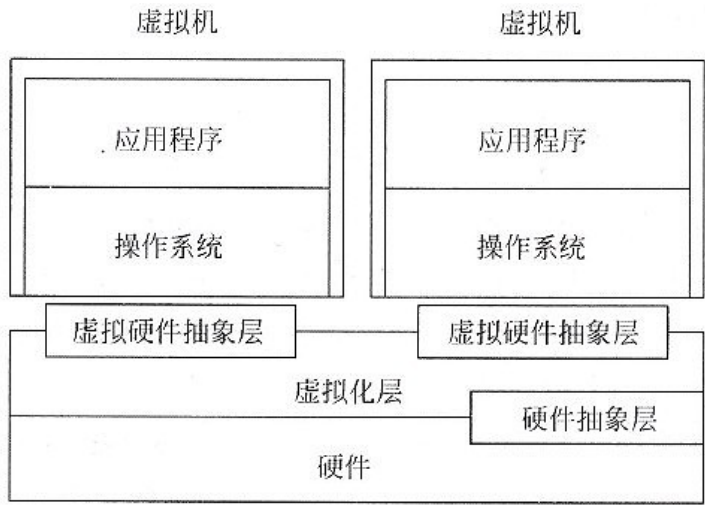 虚拟机
虚拟机
应用程序
应用程序
操作系统
操作系统
虚拟硬件抽象层
虚拟硬件抽象层
虚拟化层
硬件抽象层
硬件